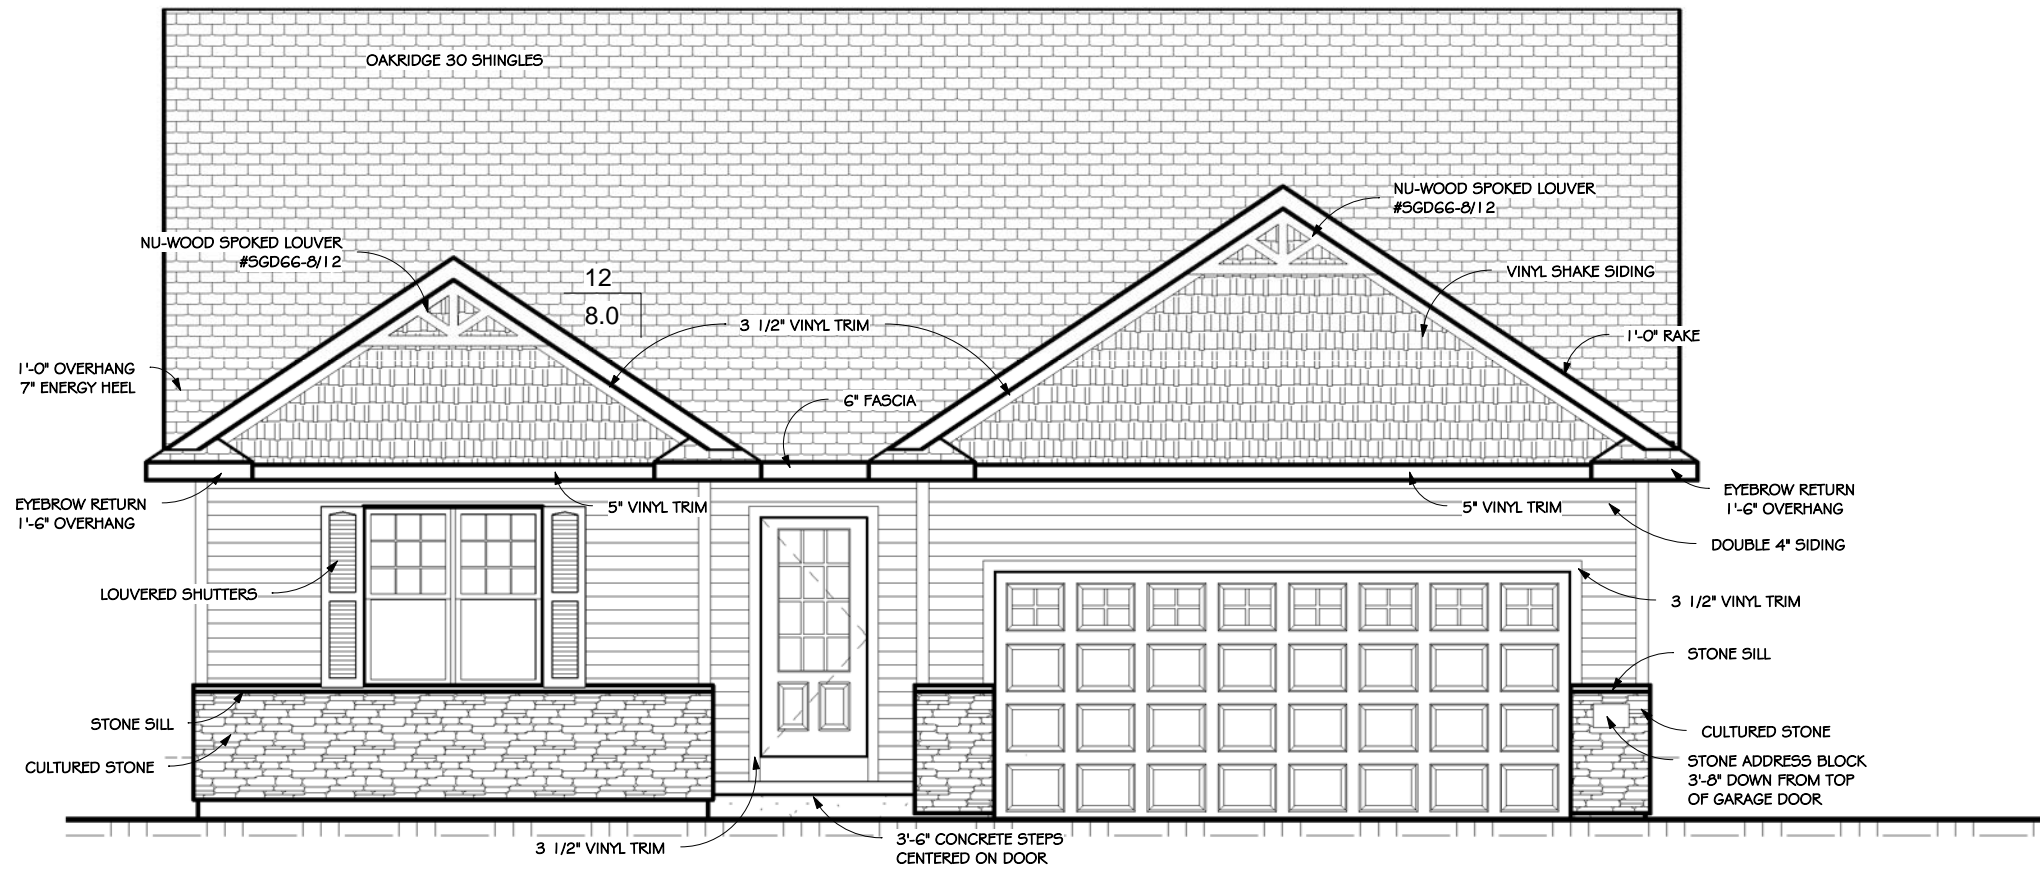 OAKRIDGE 30 SHINGLES
NU-WOOD SPOKED LOUVER
#SGD66-8/12
NU-WOOD SPOKED LOUVER
#SGD66-8/12
12
8.0
VINYL SHAKE SIDING
3 1/2" VINYL TRIM
1'-0" RAKE
1'-0" OVERHANG
7" ENERGY HEEL
6" FASCIA
EYEBROW RETURN
1'-6" OVERHANG
5" VINYL TRIM
5" VINYL TRIM
EYEBROW RETURN
1'-6" OVERHANG
DOUBLE 4" SIDING
LOUVERED SHUTTERS
3 1/2" VINYL TRIM
STONE SILL
STONE SILL
CULTURED STONE
CULTURED STONE
STONE ADDRESS BLOCK
3'-8" DOWN FROM TOP
OF GARAGE DOOR
3 1/2" VINYL TRIM
3'-6" CONCRETE STEPS
CENTERED ON DOOR